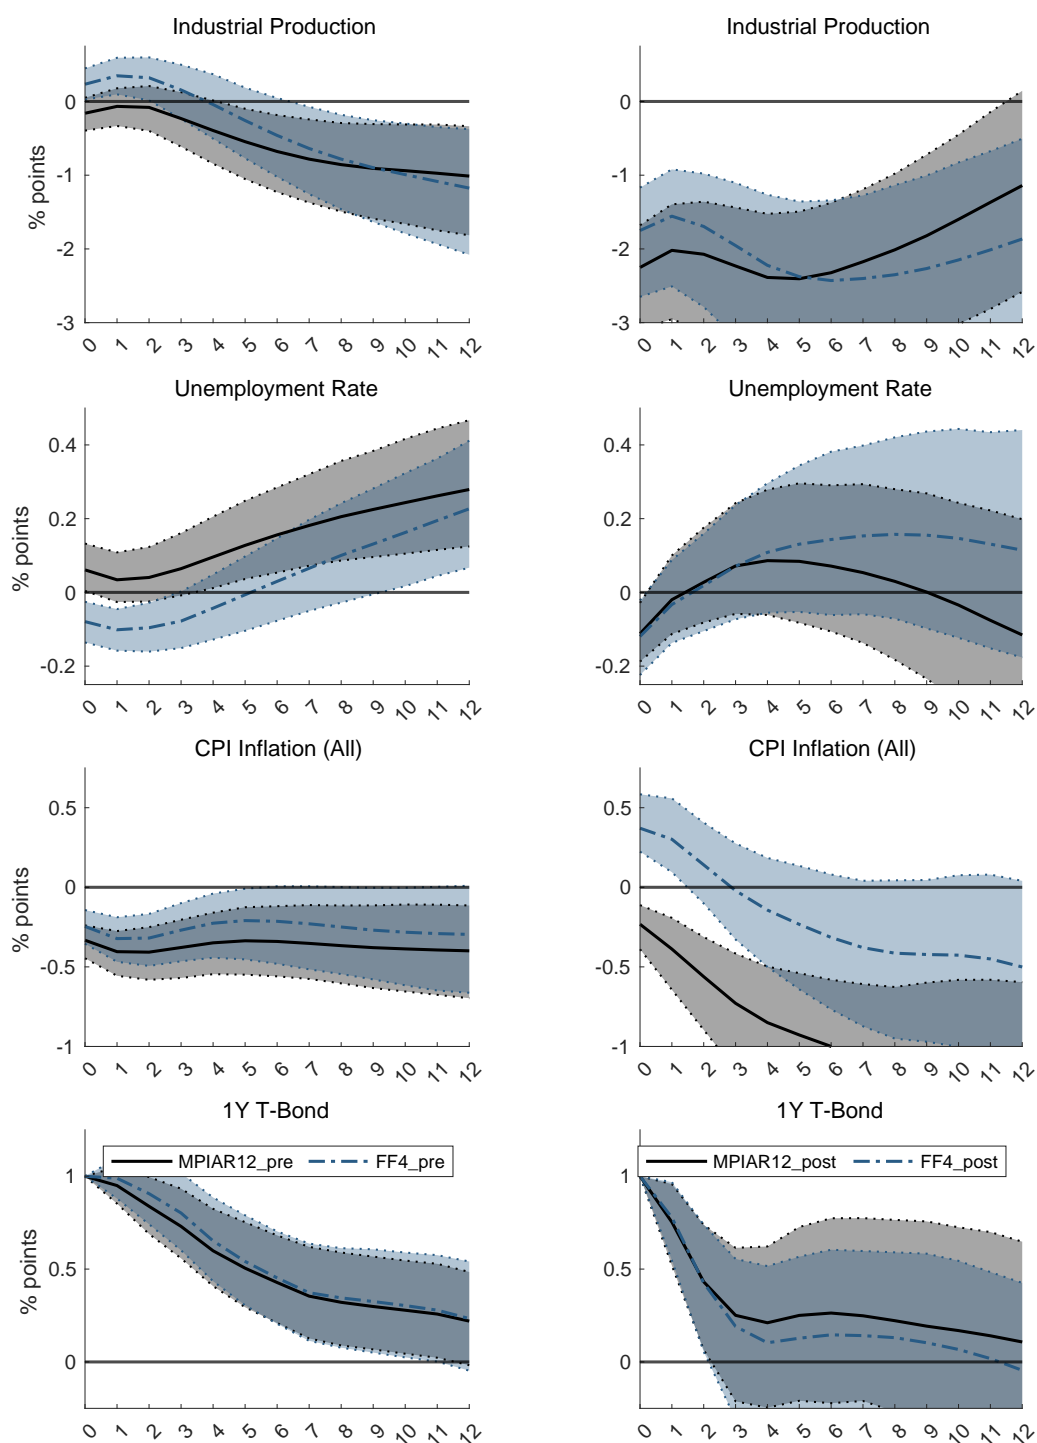 Industrial Production
% points
0
-1
-2
-3
0 1 2 3 4 5 6 7 8 9 10 11 12
Industrial Production
0
-1
-2
-3
0 1 2 3 4 5 6 7 8 9 10 11 12
Unemployment Rate
% points
0.4
0.2
0
-0.2
0 1 2 3 4 5 6 7 8 9 10 11 12
Unemployment Rate
0.4
0.2
0
-0.2
0 1 2 3 4 5 6 7 8 9 10 11 12
CPI Inflation (All)
% points
0.5
0
-0.5
-1
0 1 2 3 4 5 6 7 8 9 10 11 12
CPI Inflation (All)
0.5
0
-0.5
-1
0 1 2 3 4 5 6 7 8 9 10 11 12
1Y T-Bond
MPIAR12_pre FF4_pre
% points
1
0.5
0
0 1 2 3 4 5 6 7 8 9 10 11 12
1Y T-Bond
MPIAR12_post FF4_post
1
0.5
0
0 1 2 3 4 5 6 7 8 9 10 11 12